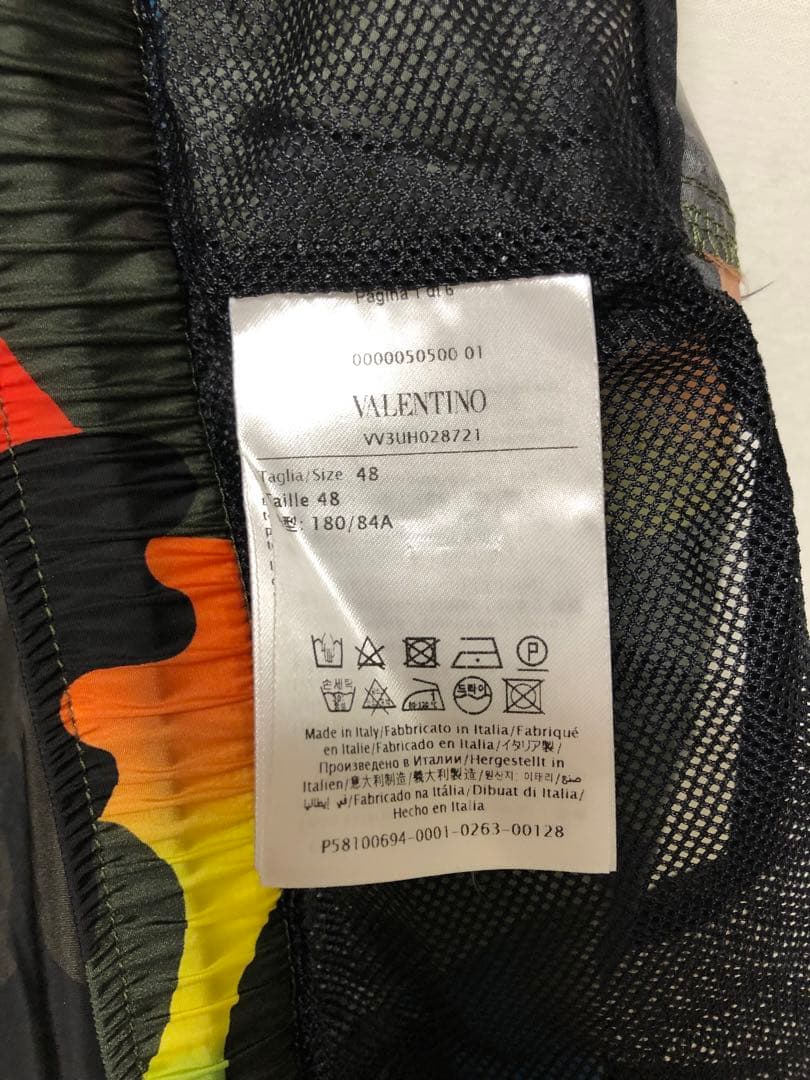 Pagina 1 di 6
0000050500 01
VALENTINO
VV3UH028721
Taglia/Size 48
Taille 48
型: 180/84A
P
손세탁
80-120°C
드라이
Made in Italy/Fabbricato in Italia/Fabriqué
en Italie/Fabricado en Italia/イタリア製/
Произведено в Италии/Hergestellt in
Italien/意大利制造/義大利製造/원산지 이태리/صنع
في إيطاليا/Fabricado na Itália/Dibuat di Italia/
Hecho en Italia
P58100694-0001-0263-00128